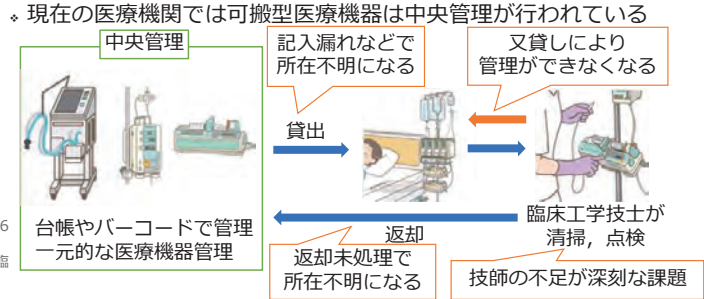 現在の医療機関では可搬型医療機器は中央管理が行われている
中央管理
記入漏れなどで
所在不明になる
又貸しにより
管理ができなくなる
貸出
台帳やバーコードで管理
一元的な医療機器管理
返却
返却未処理で
所在不明になる
臨床工学技士が
清掃，点検
技師の不足が深刻な課題
6
臨